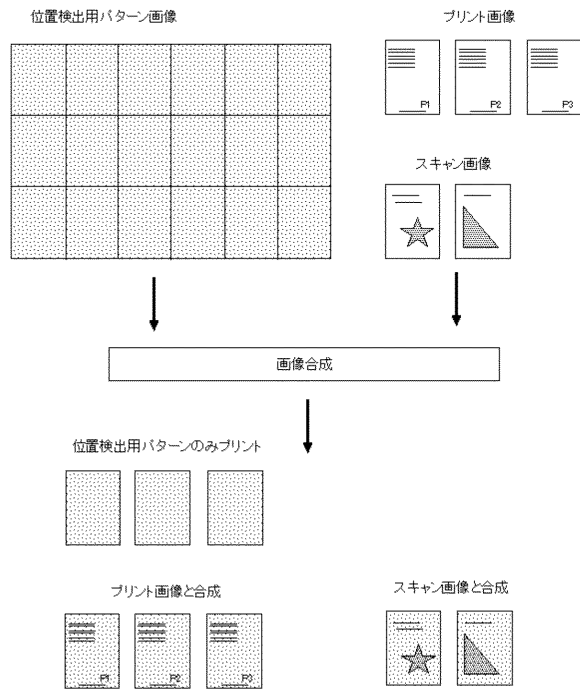 位置検出用パターン画像
プリント画像
P1
P2
P3
スキャン画像
画像合成
位置検出用パターンのみプリント
プリント画像と合成
スキャン画像と合成
P1
P2
P3